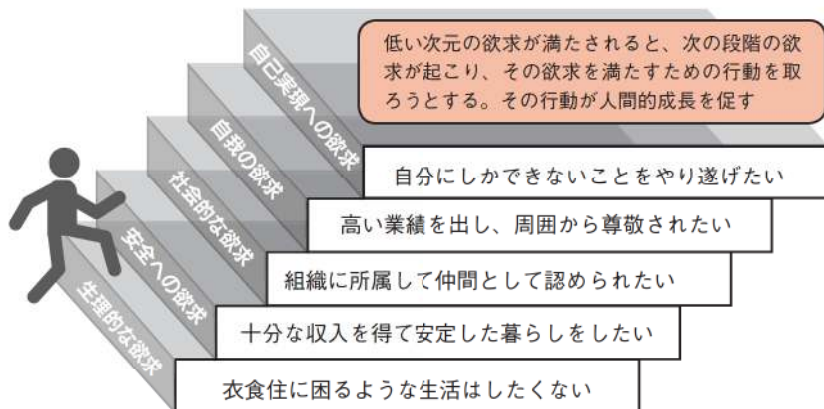 低い次元の欲求が満たされると、次の段階の欲
求が起こり、その欲求を満たすための行動を取
ろうとする。その行動が人間的成長を促す
自己実現への欲求
自分にしかできないことをやり遂げたい
自我の欲求
高い業績を出し、周囲から尊敬されたい
社会的な欲求
組織に所属して仲間として認められたい
安全への欲求
十分な収入を得て安定した暮らしをしたい
生理的な欲求
衣食住に困るような生活はしたくない